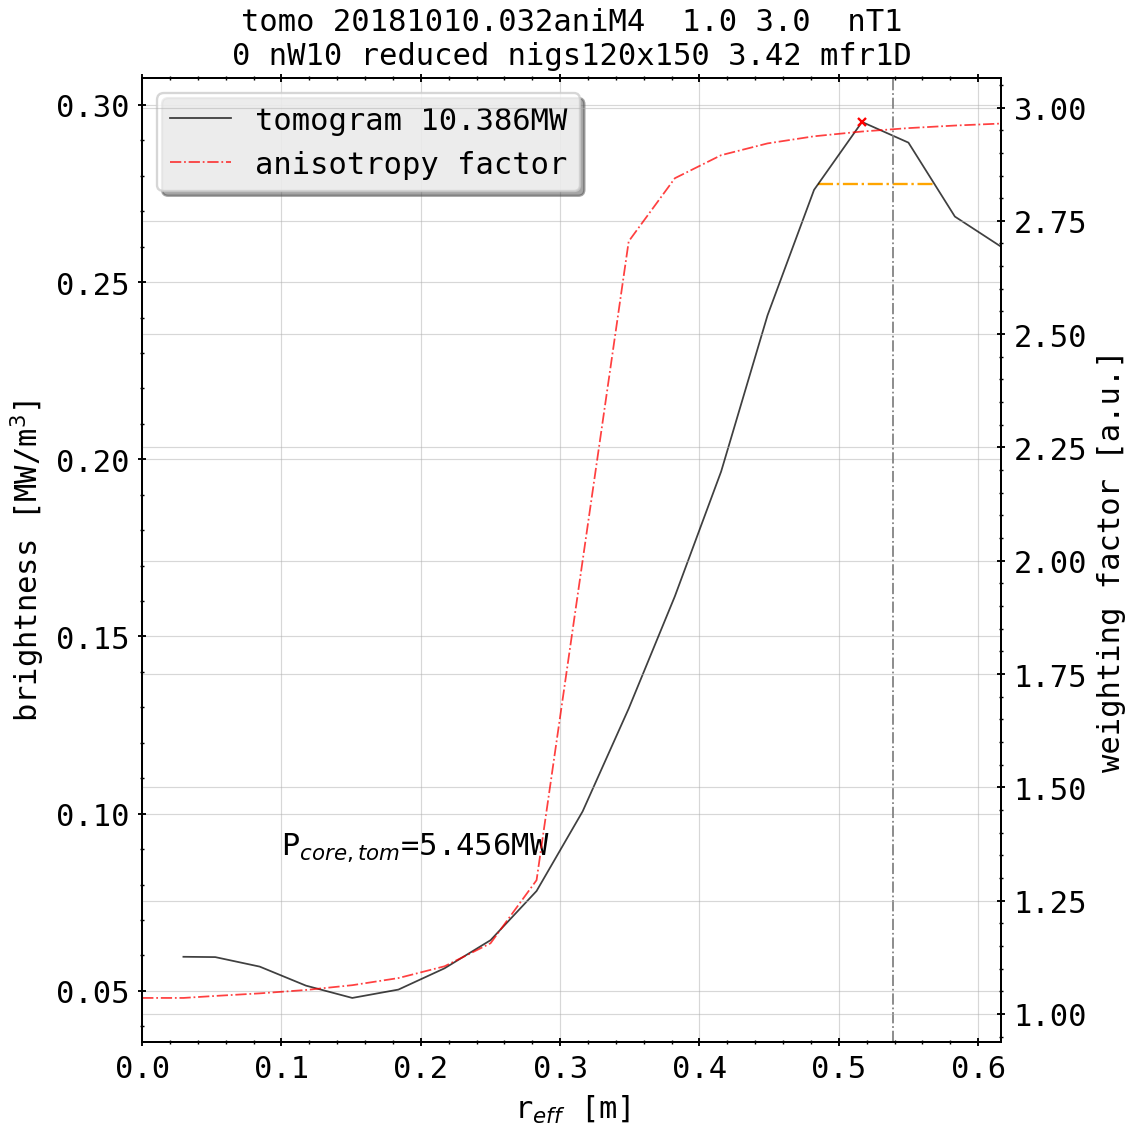 tomo 20181010.032aniM4  1.0 3.0  nT1
0 nW10 reduced nigs120x150 3.42 mfr1D
tomogram 10.386MW
anisotropy factor
0.30
0.25
0.20
0.15
0.10
0.05
brightness [MW/m³]
3.00
2.75
2.50
2.25
2.00
1.75
1.50
1.25
1.00
weighting factor [a.u.]
P_core,tom=5.456MW
0.0 0.1 0.2 0.3 0.4 0.5 0.6
r_eff [m]